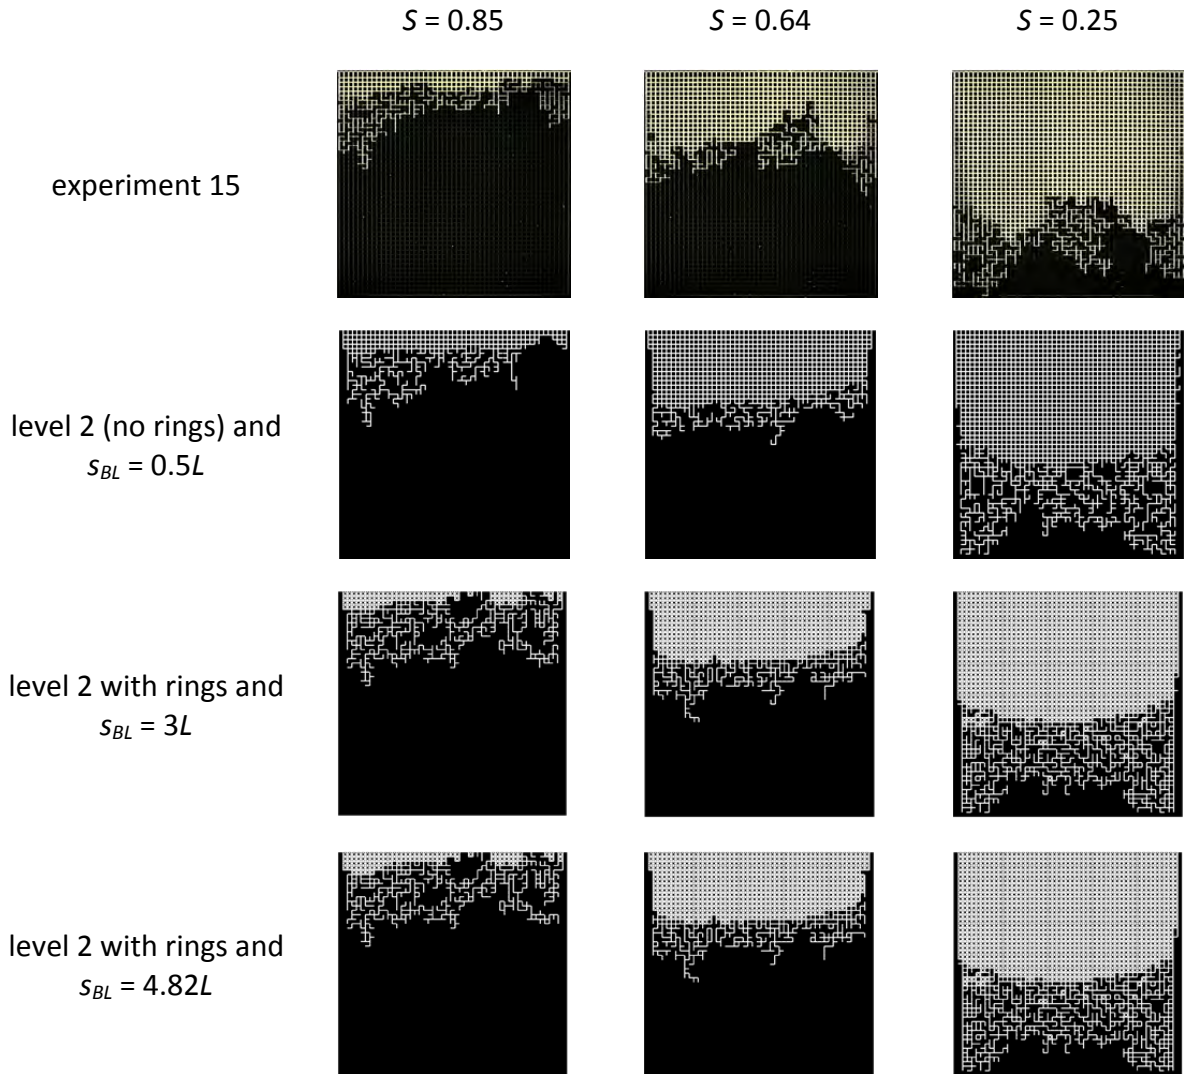 S = 0.85 S = 0.64 S = 0.25
experiment 15
level 2 (no rings) and
sBL = 0.5L
level 2 with rings and
sBL = 3L
level 2 with rings and
sBL = 4.82L